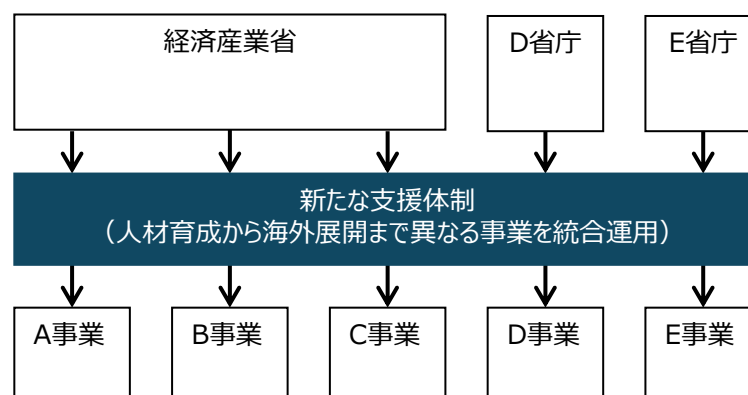 経済産業省
D省庁
E省庁
新たな支援体制
（人材育成から海外展開まで異なる事業を統合運用）
A事業
B事業
C事業
D事業
E事業